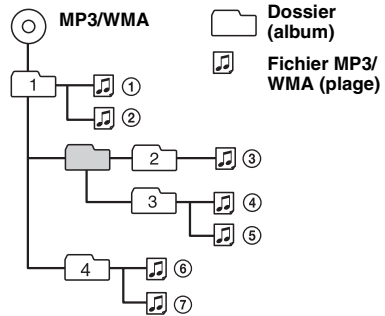 MP3/WMA
Dossier
(album)
Fichier MP3/
WMA (plage)
1
①
②
2
③
3
④
⑤
4
⑥
⑦